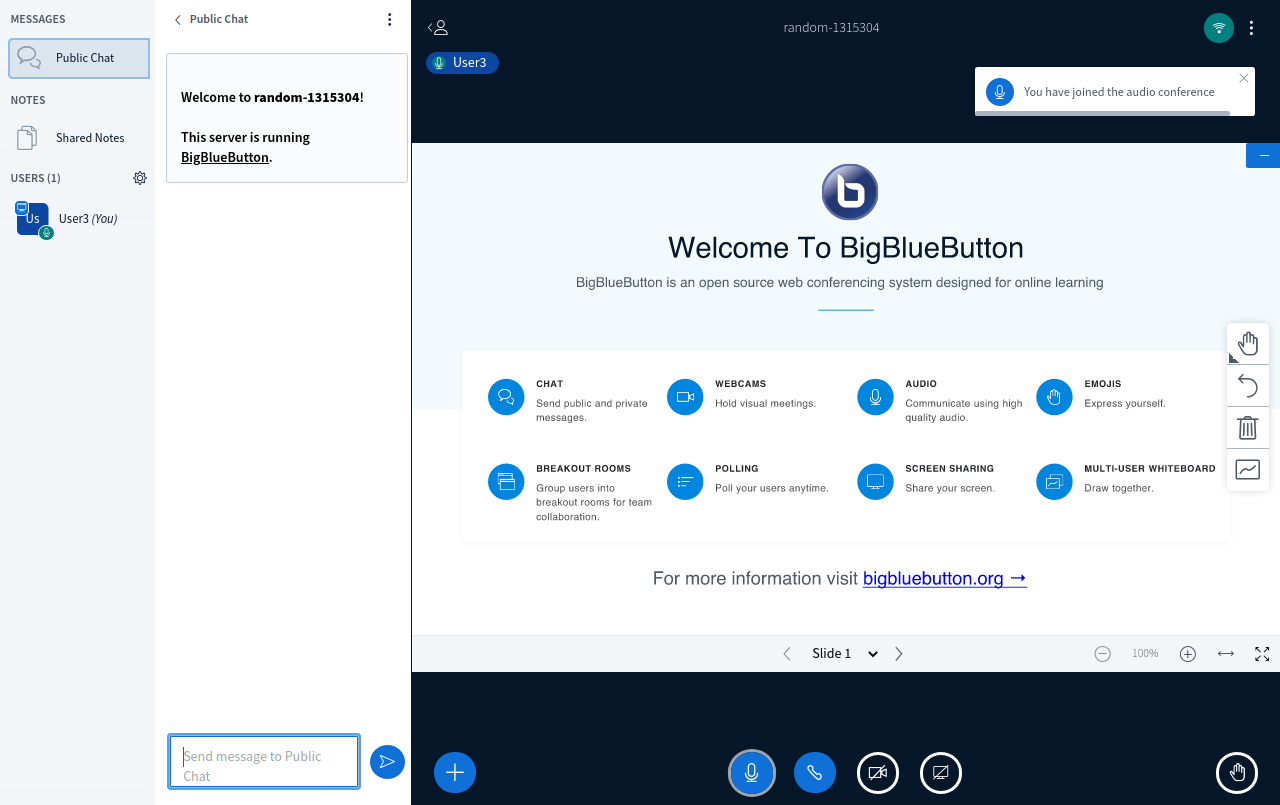 MESSAGES
Public Chat
NOTES
Shared Notes
USERS (1)
Us
User3 (You)
Public Chat
Welcome to random-1315304!
This server is running
BigBlueButton.
Send message to Public
Chat
random-1315304
User3
You have joined the audio conference
Welcome To BigBlueButton
BigBlueButton is an open source web conferencing system designed for online learning
CHAT
Send public and private
messages.
WEBCAMS
Hold visual meetings.
AUDIO
Communicate using high
quality audio.
EMOJIS
Express yourself.
BREAKOUT ROOMS
Group users into
breakout rooms for team
collaboration.
POLLING
Poll your users anytime.
SCREEN SHARING
Share your screen.
MULTI-USER WHITEBOARD
Draw together.
For more information visit bigbluebutton.org →
Slide 1
100%